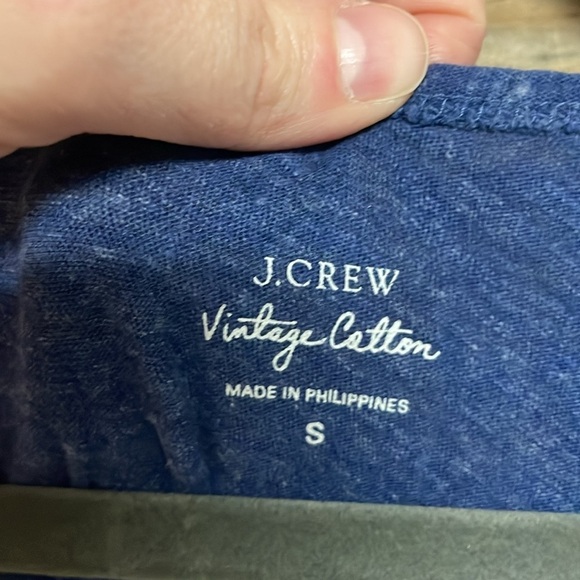 J.CREW
Vintage Cotton
MADE IN PHILIPPINES
S